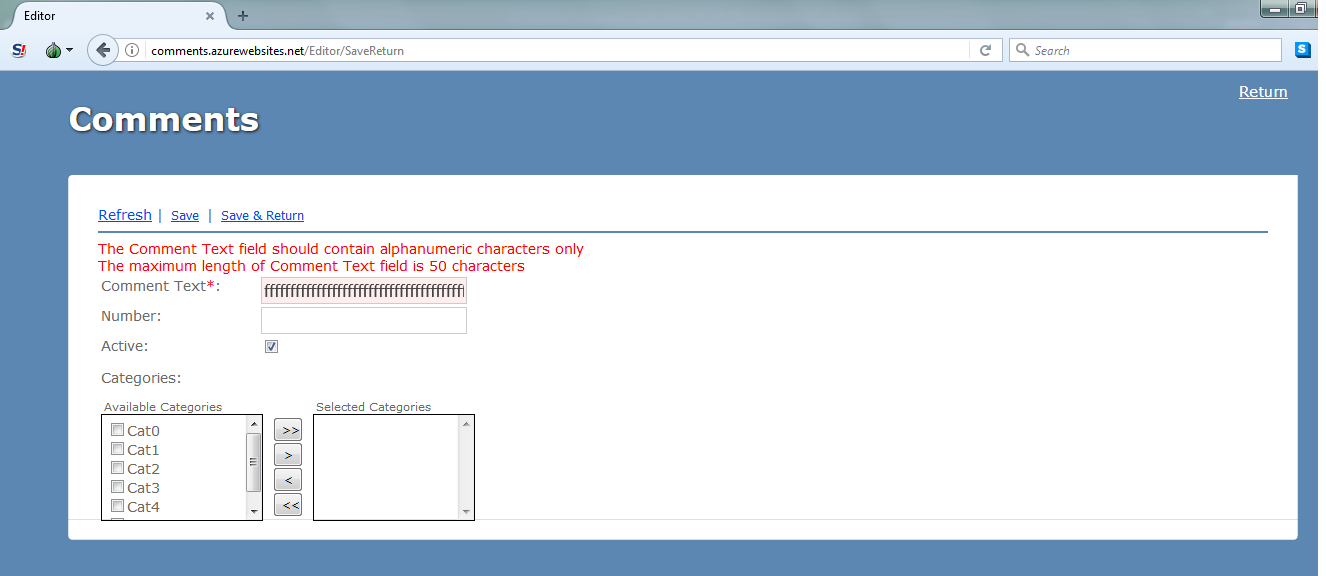 Editor
comments.azurewebsites.net/Editor/SaveReturn
Search
Return
Comments
Refresh | Save | Save & Return
The Comment Text field should contain alphanumeric characters only
The maximum length of Comment Text field is 50 characters
Comment Text*: ffffffffffffffffffffffffffffffffffffffff
Number:
Active:
Categories:
Available Categories
Selected Categories
Cat0
Cat1
Cat2
Cat3
Cat4
>>
>
<
<<